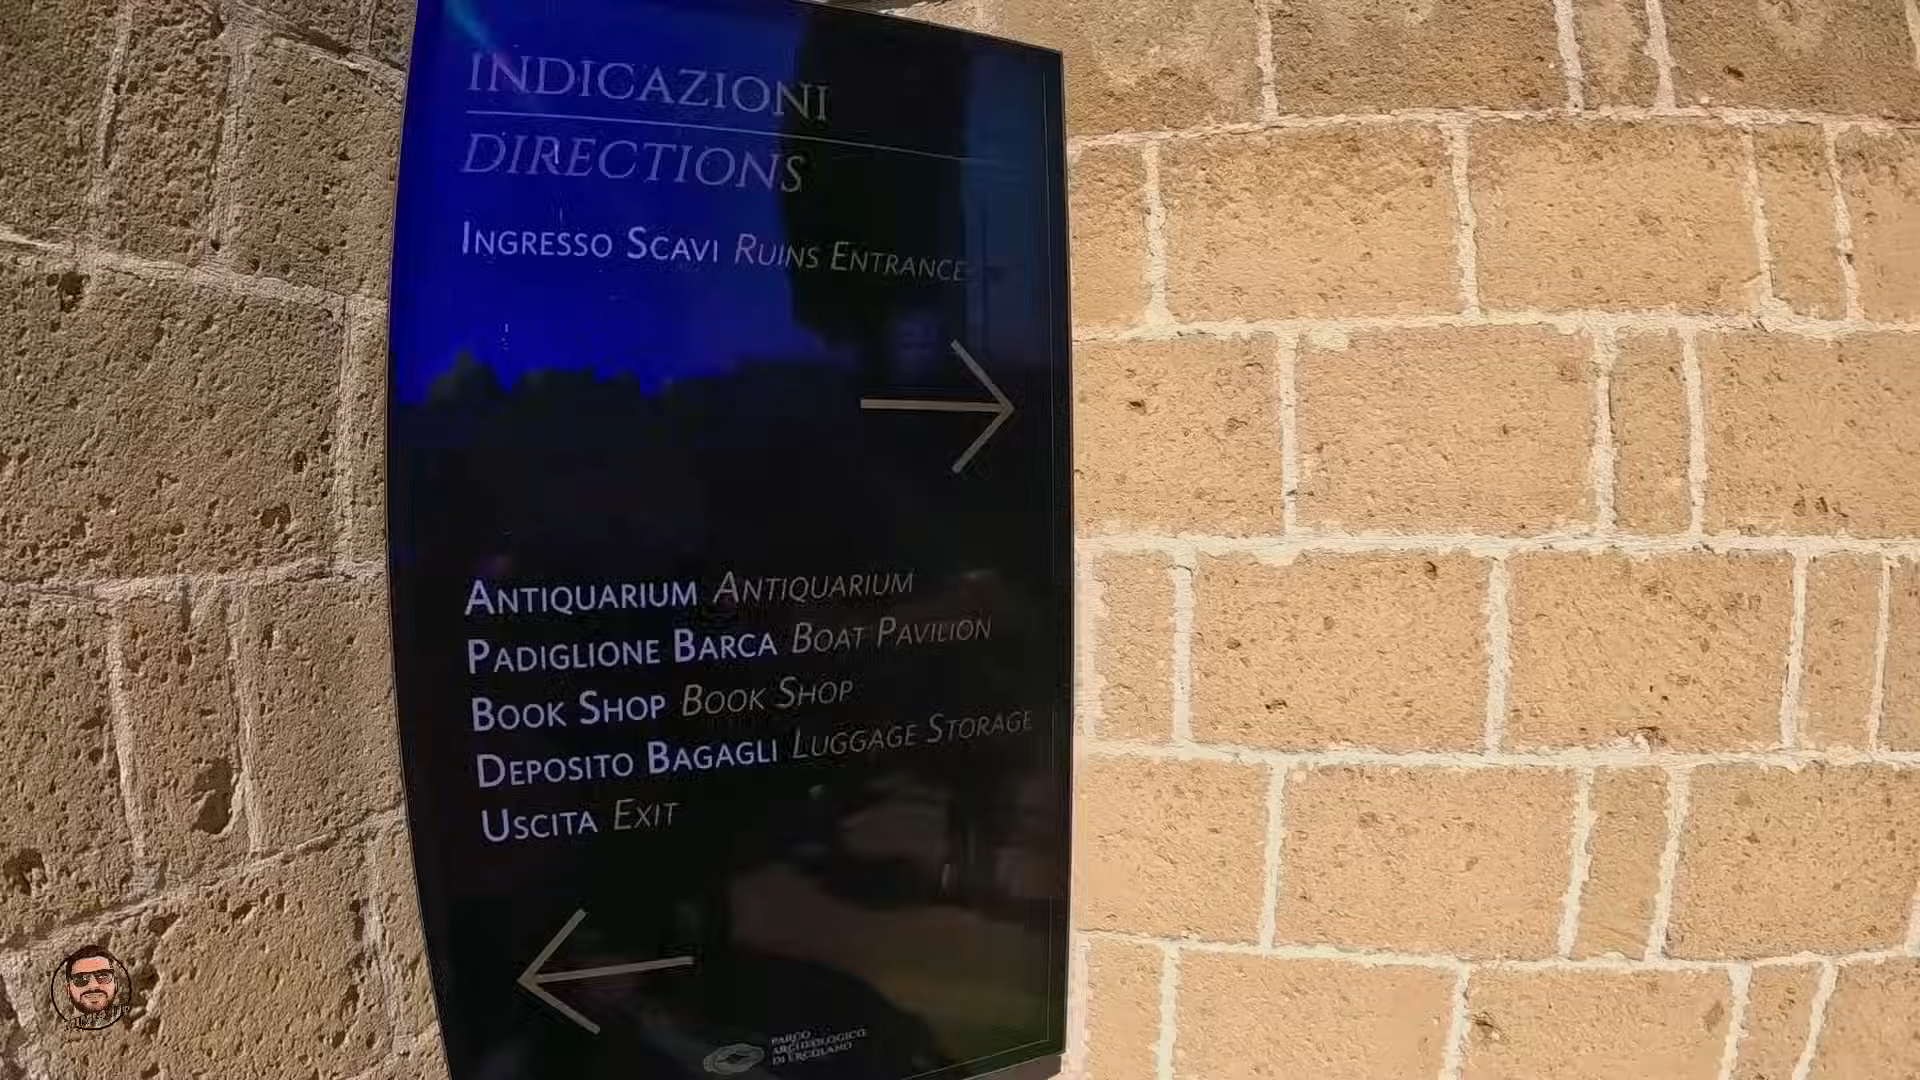 INDICAZIONI
DIRECTIONS
INGRESSO SCAVI RUINS ENTRANCE
ANTIQUARIUM ANTIQUARIUM
PADIGLIONE BARCA BOAT PAVILION
BOOK SHOP BOOK SHOP
DEPOSITO BAGAGLI LUGGAGE STORAGE
USCITA EXIT
PARCO
ARCHEOLOGICO
DI ERCOLANO